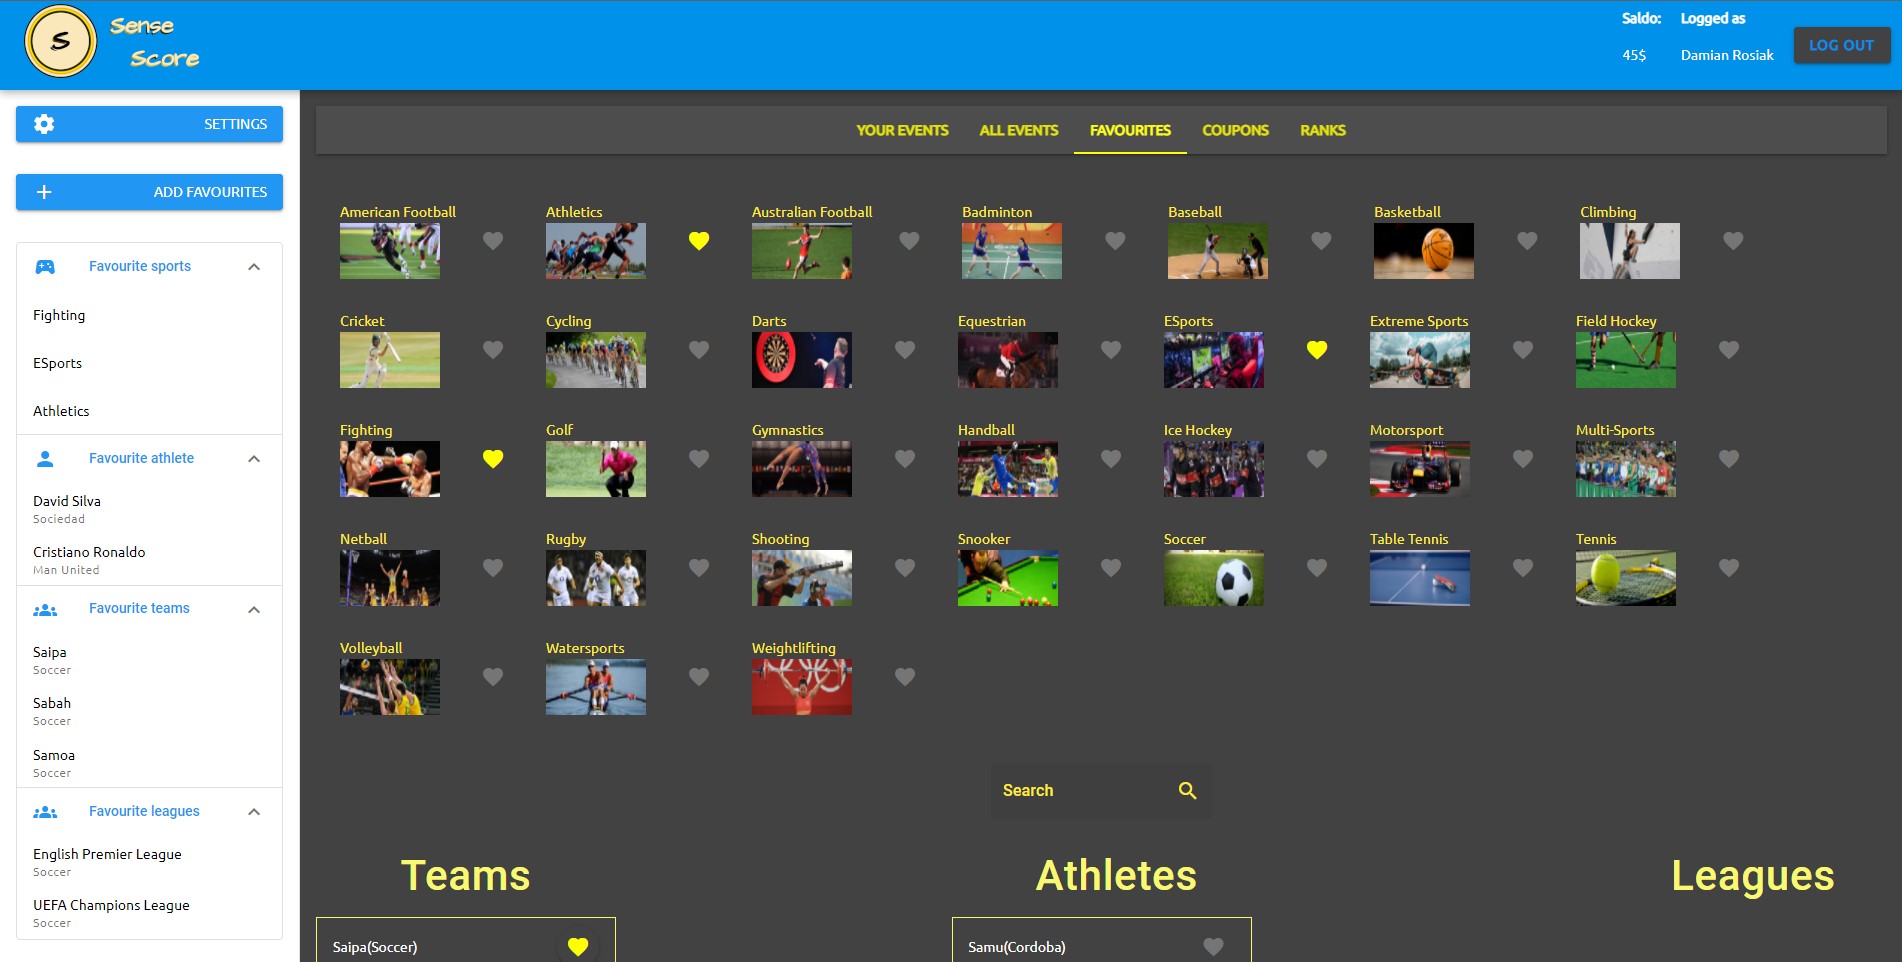 S
Sense
Score
Saldo:
Logged as
45$
Damian Rosiak
LOG OUT
SETTINGS
ADD FAVOURITES
Favourite sports
Fighting
ESports
Athletics
Favourite athlete
David Silva
Sociedad
Cristiano Ronaldo
Man United
Favourite teams
Saipa
Soccer
Sabah
Soccer
Samoa
Soccer
Favourite leagues
English Premier League
Soccer
UEFA Champions League
Soccer
YOUR EVENTS
ALL EVENTS
FAVOURITES
COUPONS
RANKS
American Football
Athletics
Australian Football
Badminton
Baseball
Basketball
Climbing
Cricket
Cycling
Darts
Equestrian
ESports
Extreme Sports
Field Hockey
Fighting
Golf
Gymnastics
Handball
Ice Hockey
Motorsport
Multi-Sports
Netball
Rugby
Shooting
Snooker
Soccer
Table Tennis
Tennis
Volleyball
Watersports
Weightlifting
Search
Teams
Athletes
Leagues
Saipa(Soccer)
Samu(Cordoba)